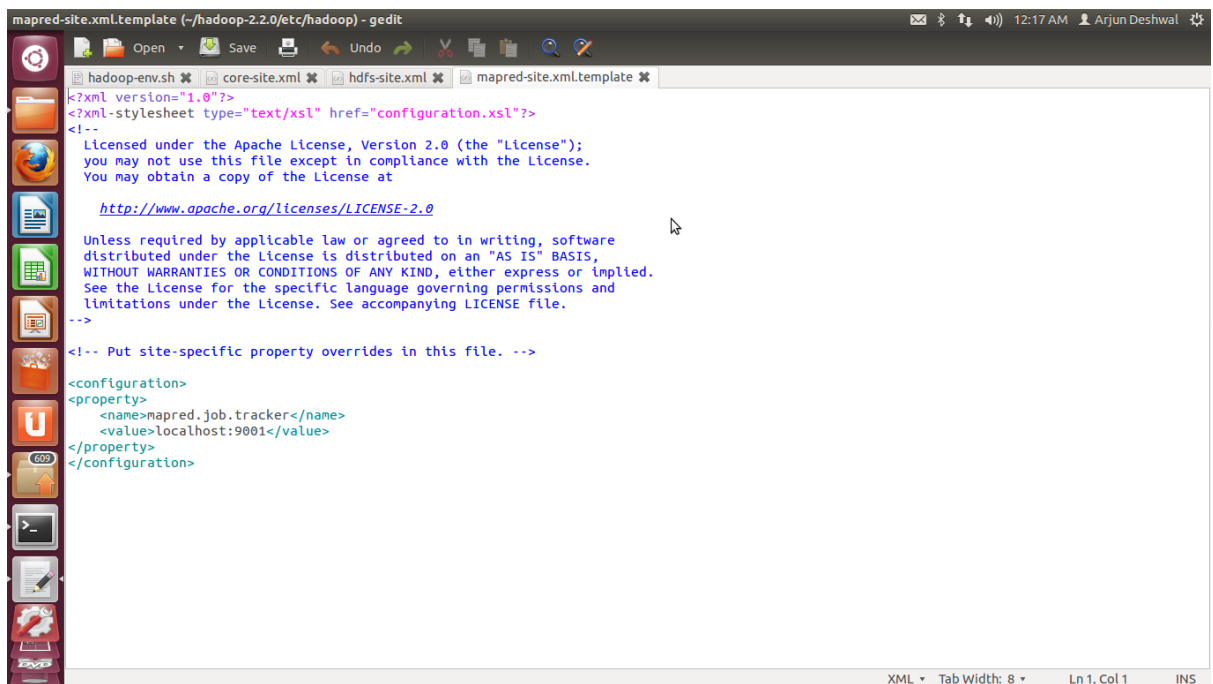 mapred-site.xml.template (~/hadoop-2.2.0/etc/hadoop) - gedit
12:17 AM Arjun Deshwal
Open Save Undo
hadoop-env.sh core-site.xml hdfs-site.xml mapred-site.xml.template
<?xml version="1.0"?>
<?xml-stylesheet type="text/xsl" href="configuration.xsl"?>
<!--
  Licensed under the Apache License, Version 2.0 (the "License");
  you may not use this file except in compliance with the License.
  You may obtain a copy of the License at

    http://www.apache.org/licenses/LICENSE-2.0

  Unless required by applicable law or agreed to in writing, software
  distributed under the License is distributed on an "AS IS" BASIS,
  WITHOUT WARRANTIES OR CONDITIONS OF ANY KIND, either express or implied.
  See the License for the specific language governing permissions and
  limitations under the License. See accompanying LICENSE file.
-->

<!-- Put site-specific property overrides in this file. -->

<configuration>
<property>
    <name>mapred.job.tracker</name>
    <value>localhost:9001</value>
</property>
</configuration>
609
XML Tab Width: 8 Ln 1, Col 1 INS